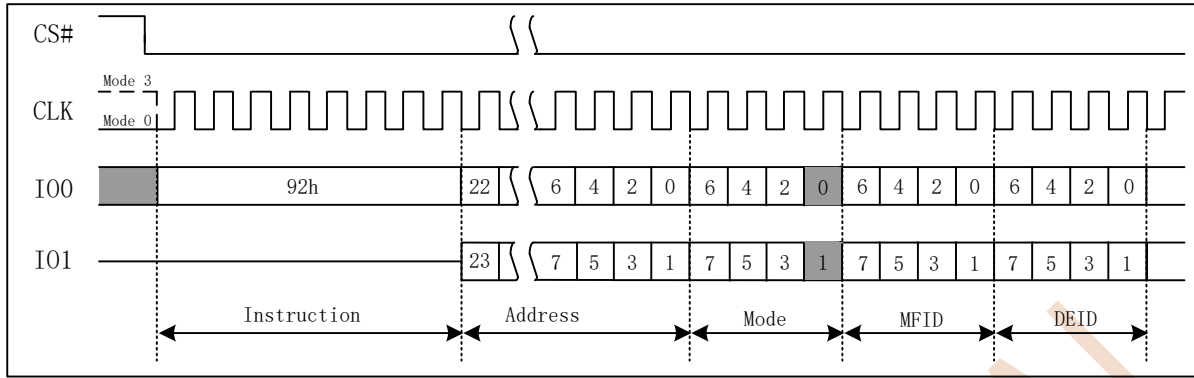 CS#
Mode 3
CLK
Mode 0
IO0 92h 22 6 4 2 0 6 4 2 0 6 4 2 0 6 4 2 0
IO1 23 7 5 3 1 7 5 3 1 7 5 3 1 7 5 3 1
Instruction Address Mode MFID DEID